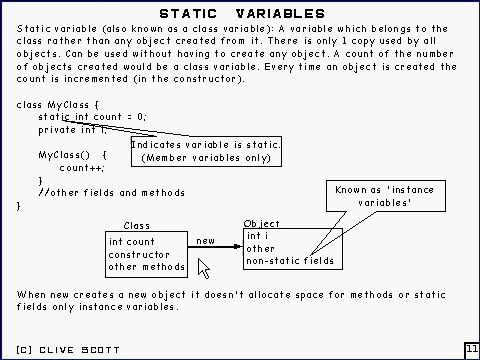 STATIC VARIABLES
Static variable (also known as a class variable): A variable which belongs to the
class rather than any object created from it. There is only 1 copy used by all
objects. Can be used without having to create any object. A count of the number
of objects created would be a class variable. Every time an object is created the
count is incremented (in the constructor).
class MyClass {
static int count = 0;
private int i;
Indicates variable is static.
(Member variables only)
MyClass() {
count++;
}
//other fields and methods
}
Known as 'instance
variables'
Class
int count
constructor
other methods
new
Object
int i
other
non-static fields
When new creates a new object it doesn't allocate space for methods or static
fields only instance variables.
[C] CLIVE SCOTT
11